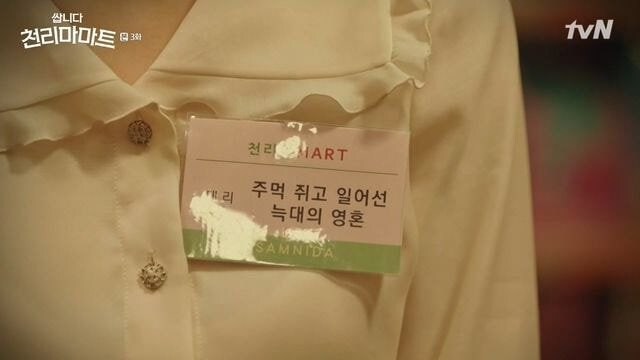 쌉니다
천리마마트
3화
tvN
천리 MART
대리
주먹 쥐고 일어선
늑대의 영혼
SAMNIDA